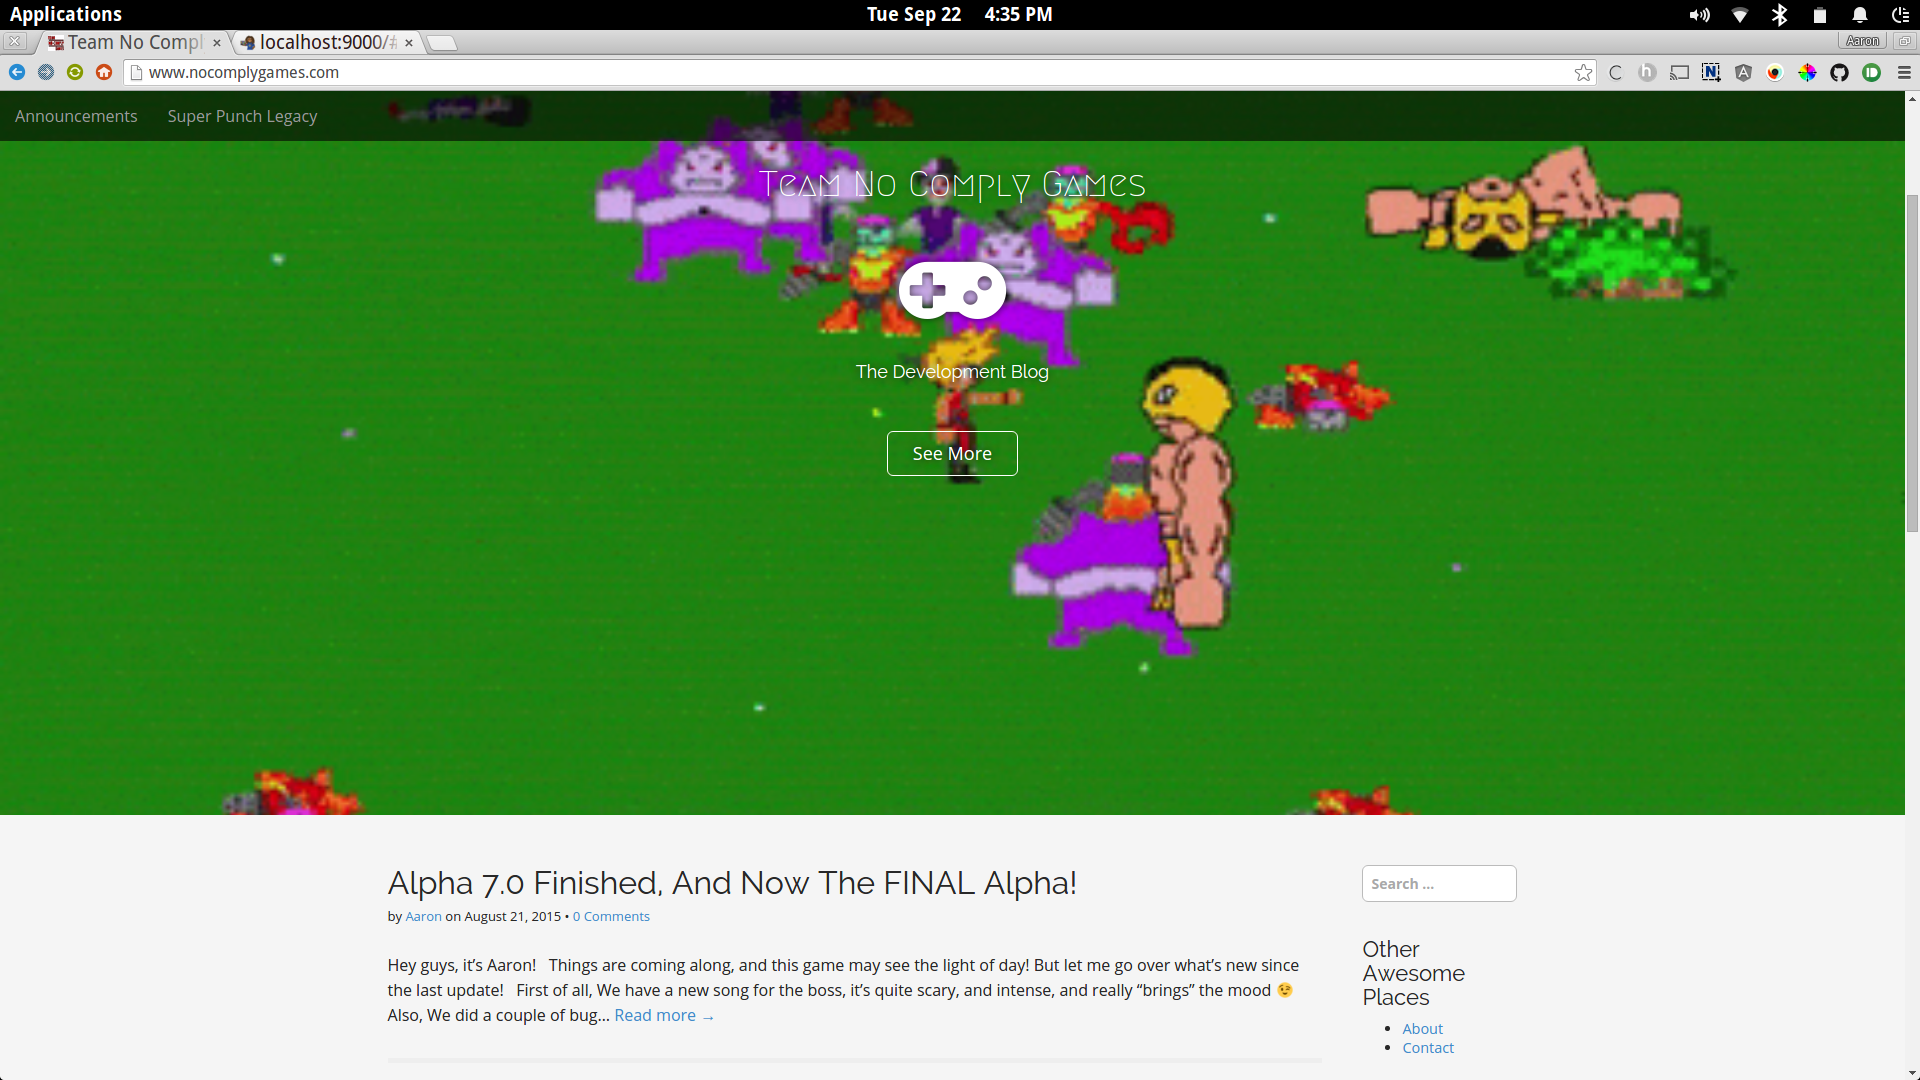 Applications
Tue Sep 22 4:35 PM
Team No Compl
localhost:9000/#
Aaron
www.nocomplygames.com
Announcements
Super Punch Legacy
Team No Comply Games
The Development Blog
See More
Alpha 7.0 Finished, And Now The FINAL Alpha!
by Aaron on August 21, 2015 • 0 Comments
Hey guys, it’s Aaron! Things are coming along, and this game may see the light of day! But let me go over what’s new since
the last update! First of all, We have a new song for the boss, it’s quite scary, and intense, and really “brings” the mood 😉
Also, We did a couple of bug... Read more →
Search ...
Other
Awesome
Places
• About
• Contact